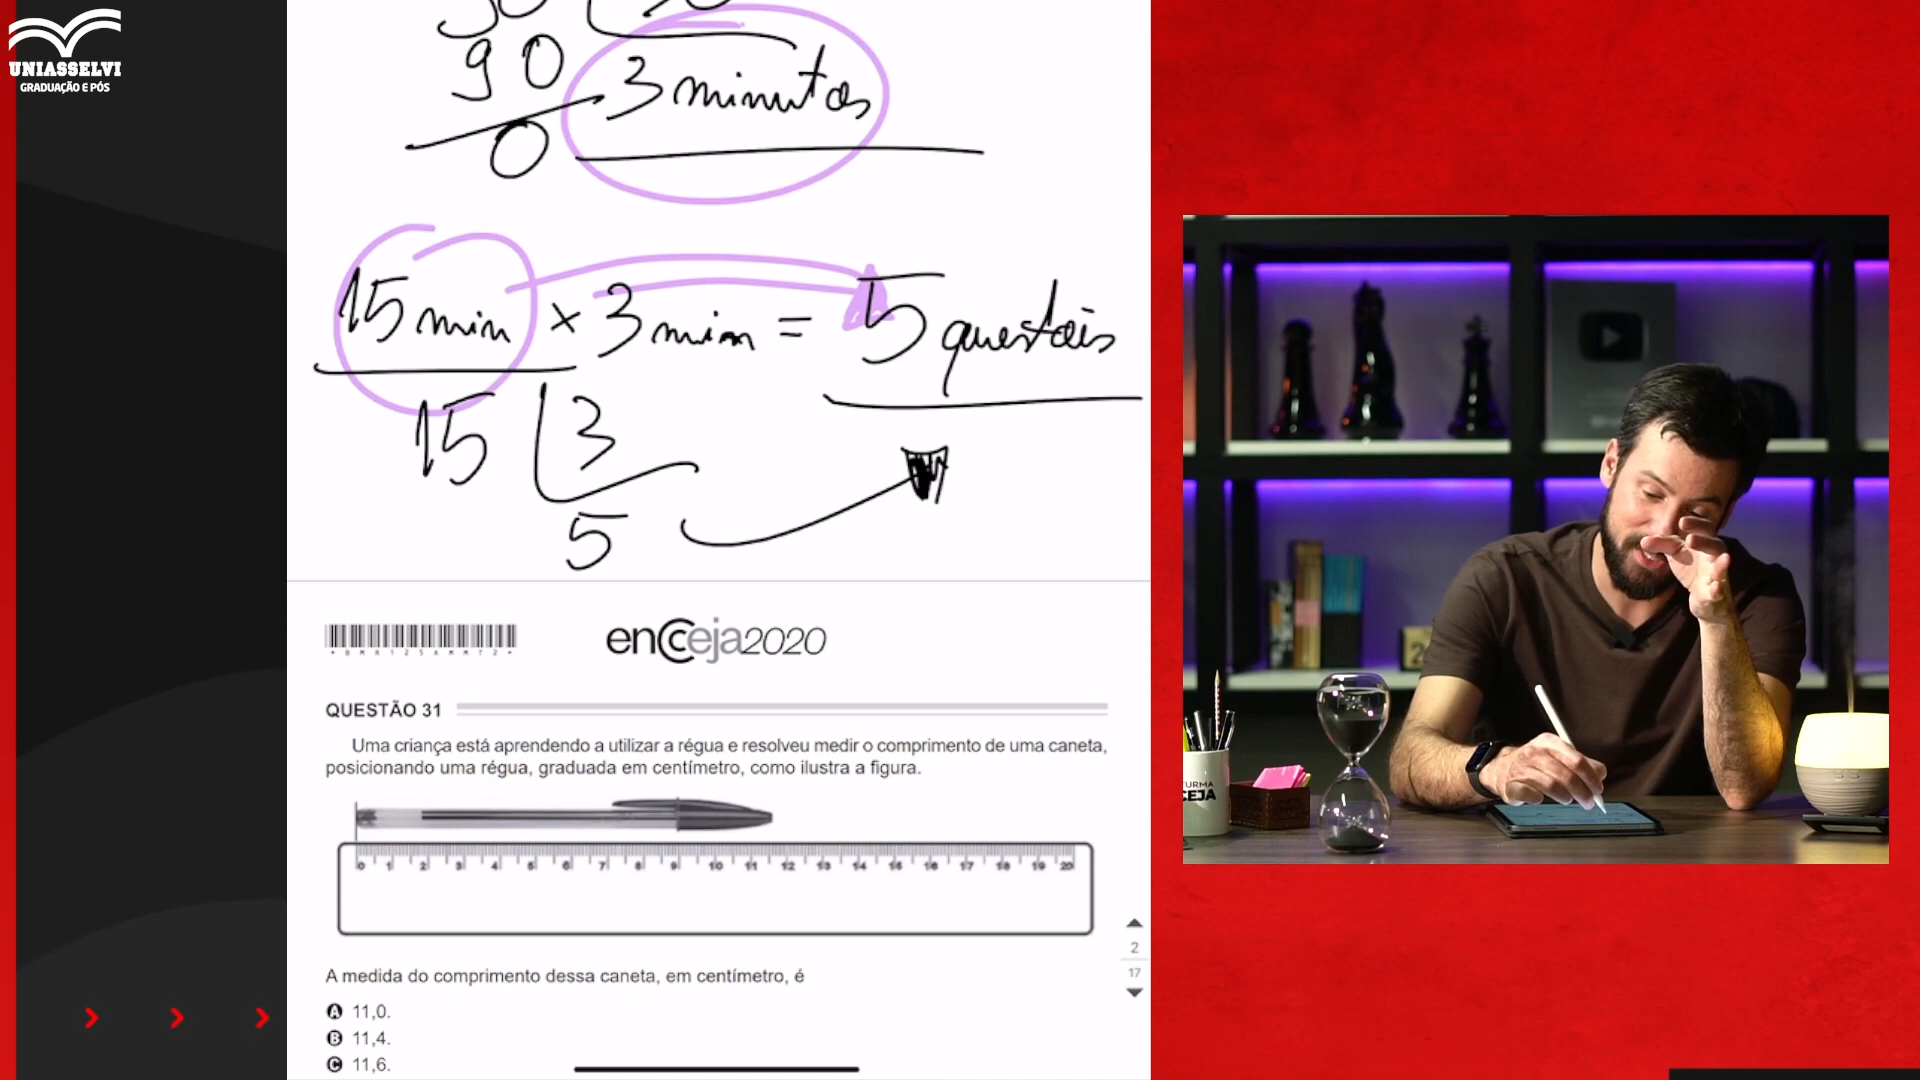 UNIASSELVI
GRADUAÇÃO E PÓS
90
3 minutos
0
15 min x 3 min = 5 questões
15 3
5
encceja2020
QUESTÃO 31
Uma criança está aprendendo a utilizar a régua e resolveu medir o comprimento de uma caneta,
posicionando uma régua, graduada em centímetro, como ilustra a figura.
0 1 2 3 4 5 6 7 8 9 10 11 12 13 14 15 16 17 18 19 20
A medida do comprimento dessa caneta, em centímetro, é
A 11,0.
B 11,4.
C 11,6.
2
17
TURMA
CEJA